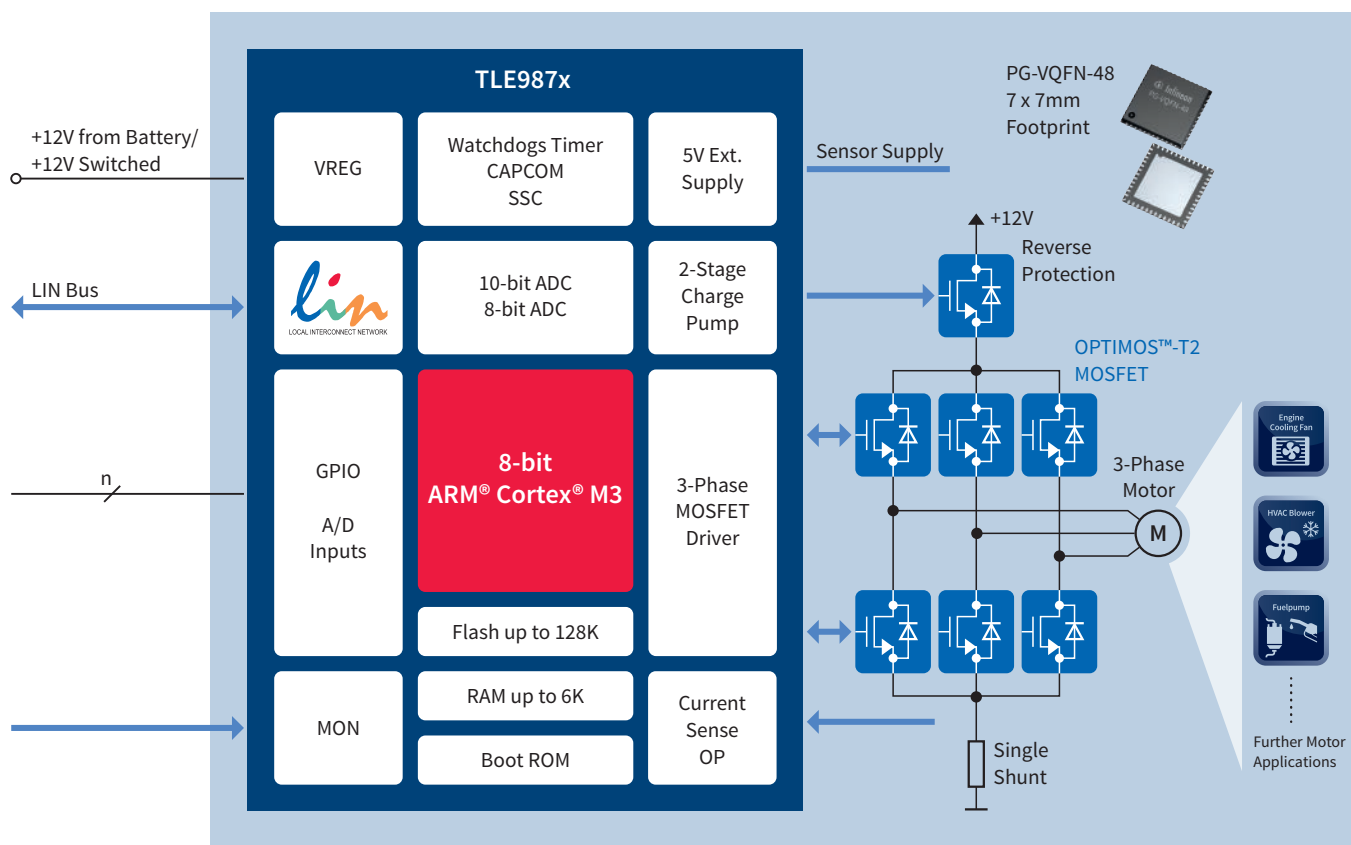 TLE987x
PG-VQFN-48
7 x 7mm
Footprint
Infineon
PG-VQFN-48
+12V from Battery/
+12V Switched
VREG
Watchdogs Timer
CAPCOM
SSC
5V Ext.
Supply
Sensor Supply
+12V
Reverse
Protection
LIN Bus
lin
LOCAL INTERCONNECT NETWORK
10-bit ADC
8-bit ADC
2-Stage
Charge
Pump
OPTIMOS™-T2
MOSFET
n
GPIO
A/D
Inputs
8-bit
ARM® Cortex® M3
3-Phase
MOSFET
Driver
3-Phase
Motor
M
Engine
Cooling Fan
HVAC Blower
Fuelpump
Flash up to 128K
MON
RAM up to 6K
Boot ROM
Current
Sense
OP
Single
Shunt
Further Motor
Applications